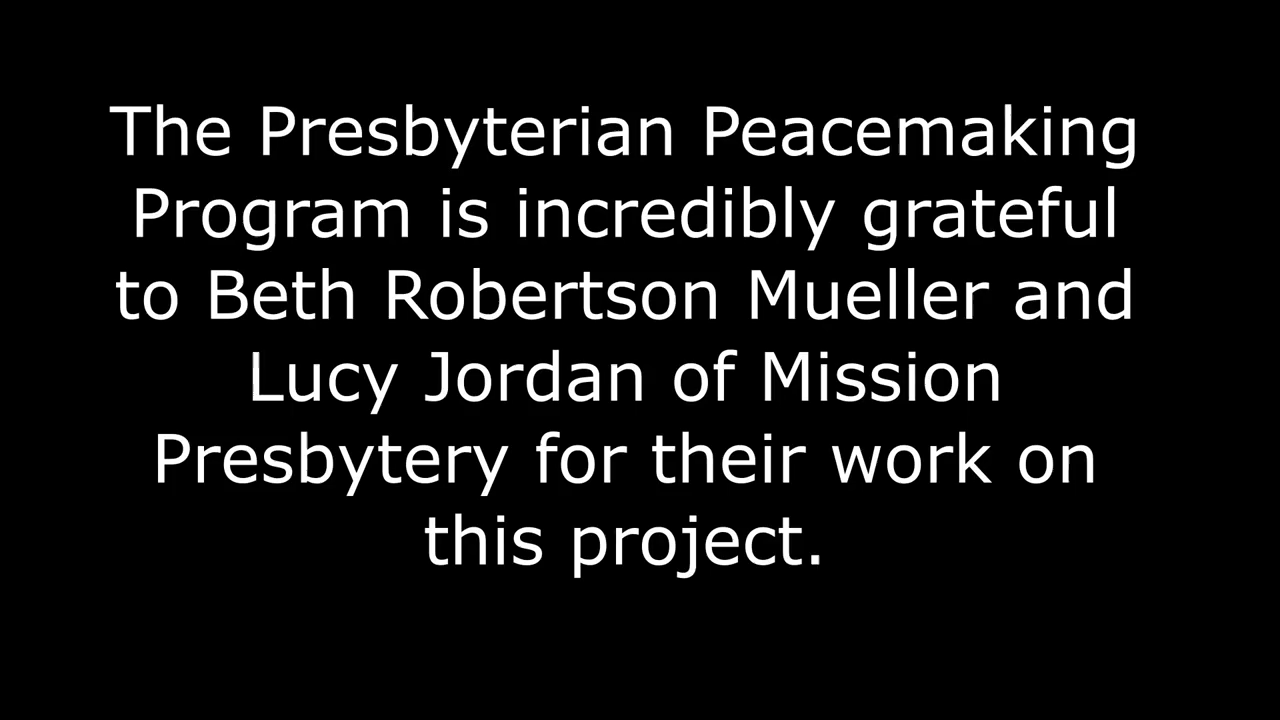 The Presbyterian Peacemaking
Program is incredibly grateful
to Beth Robertson Mueller and
Lucy Jordan of Mission
Presbytery for their work on
this project.